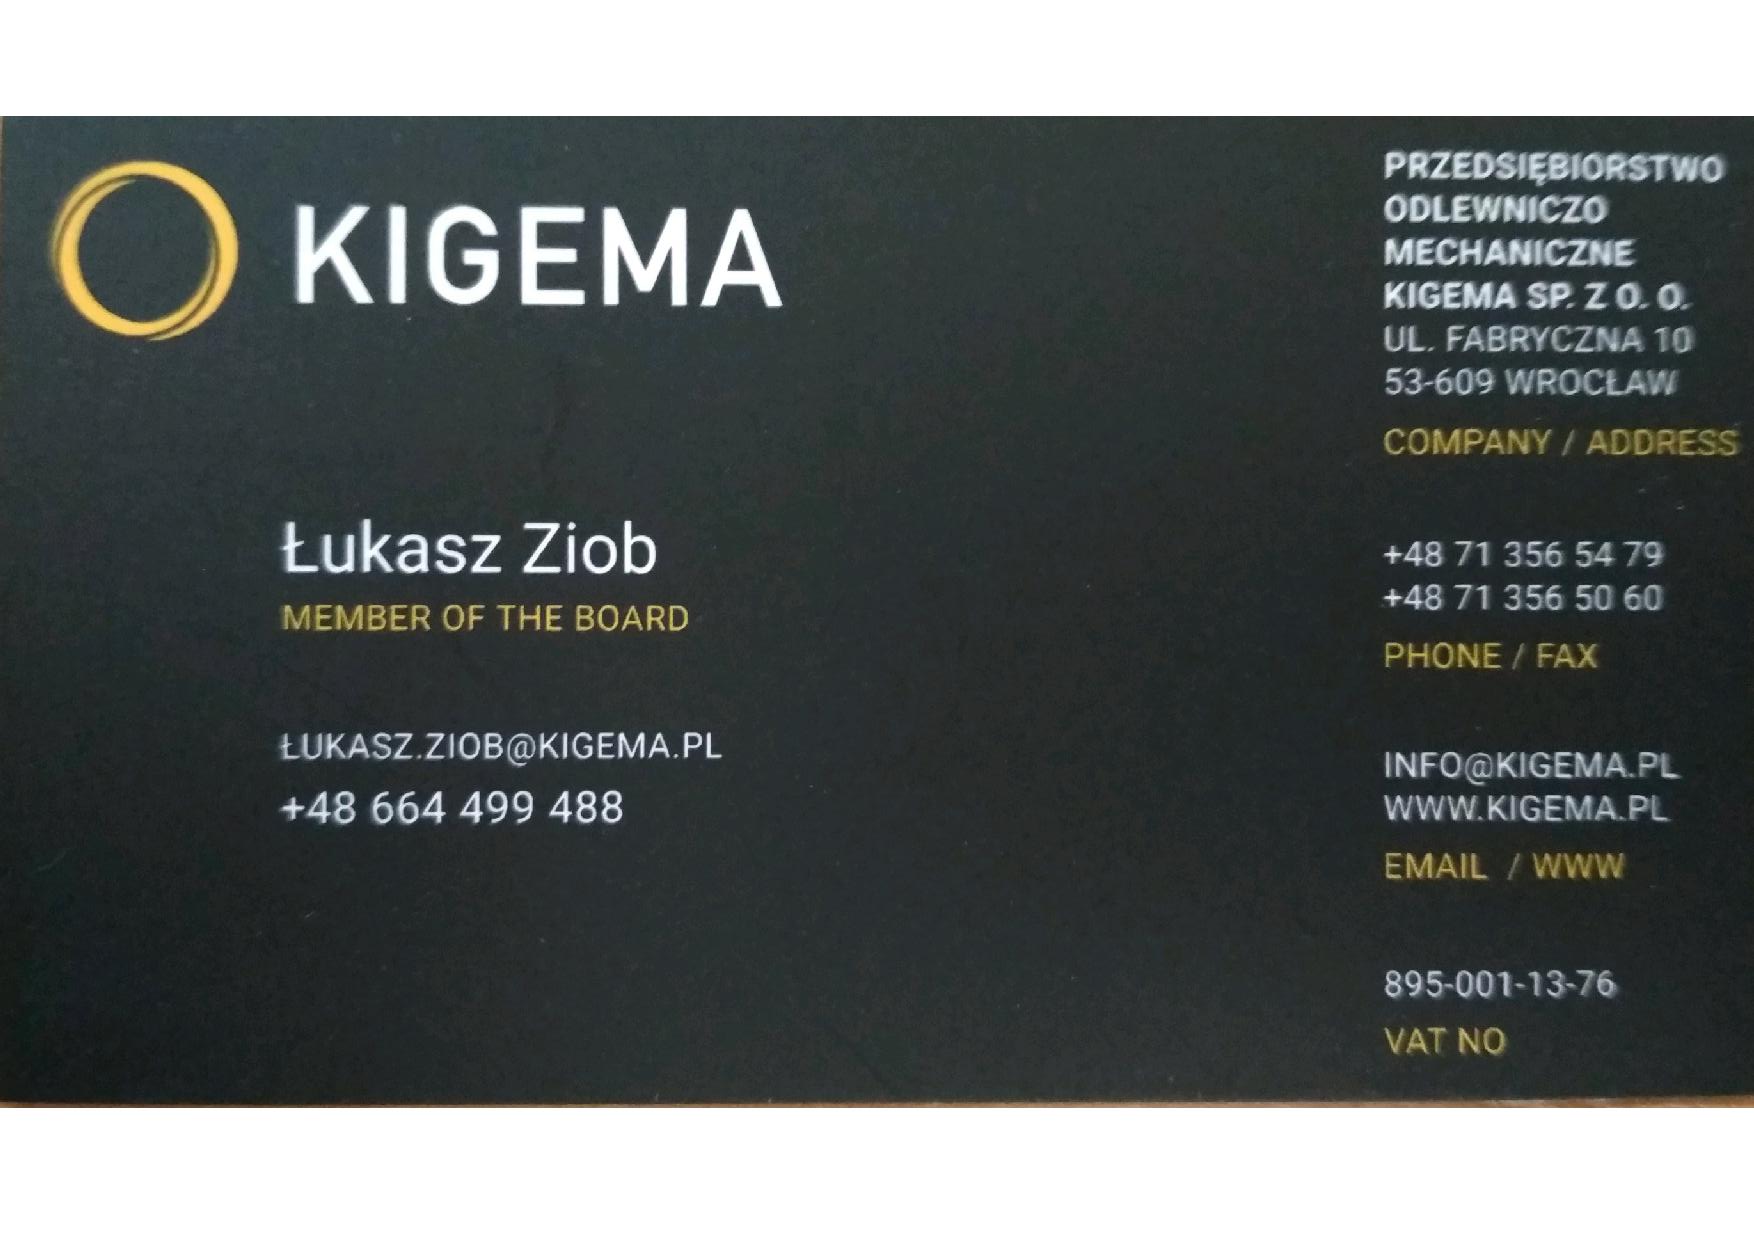 KIGEMA
Łukasz Ziob
MEMBER OF THE BOARD
ŁUKASZ.ZIOB@KIGEMA.PL
+48 664 499 488
PRZEDSIĘBIORSTWO
ODLEWNICZO
MECHANICZNE
KIGEMA SP. Z O. O.
UL. FABRYCZNA 10
53-609 WROCŁAW
COMPANY / ADDRESS
+48 71 356 54 79
+48 71 356 50 60
PHONE / FAX
INFO@KIGEMA.PL
WWW.KIGEMA.PL
EMAIL / WWW
895-001-13-76
VAT NO